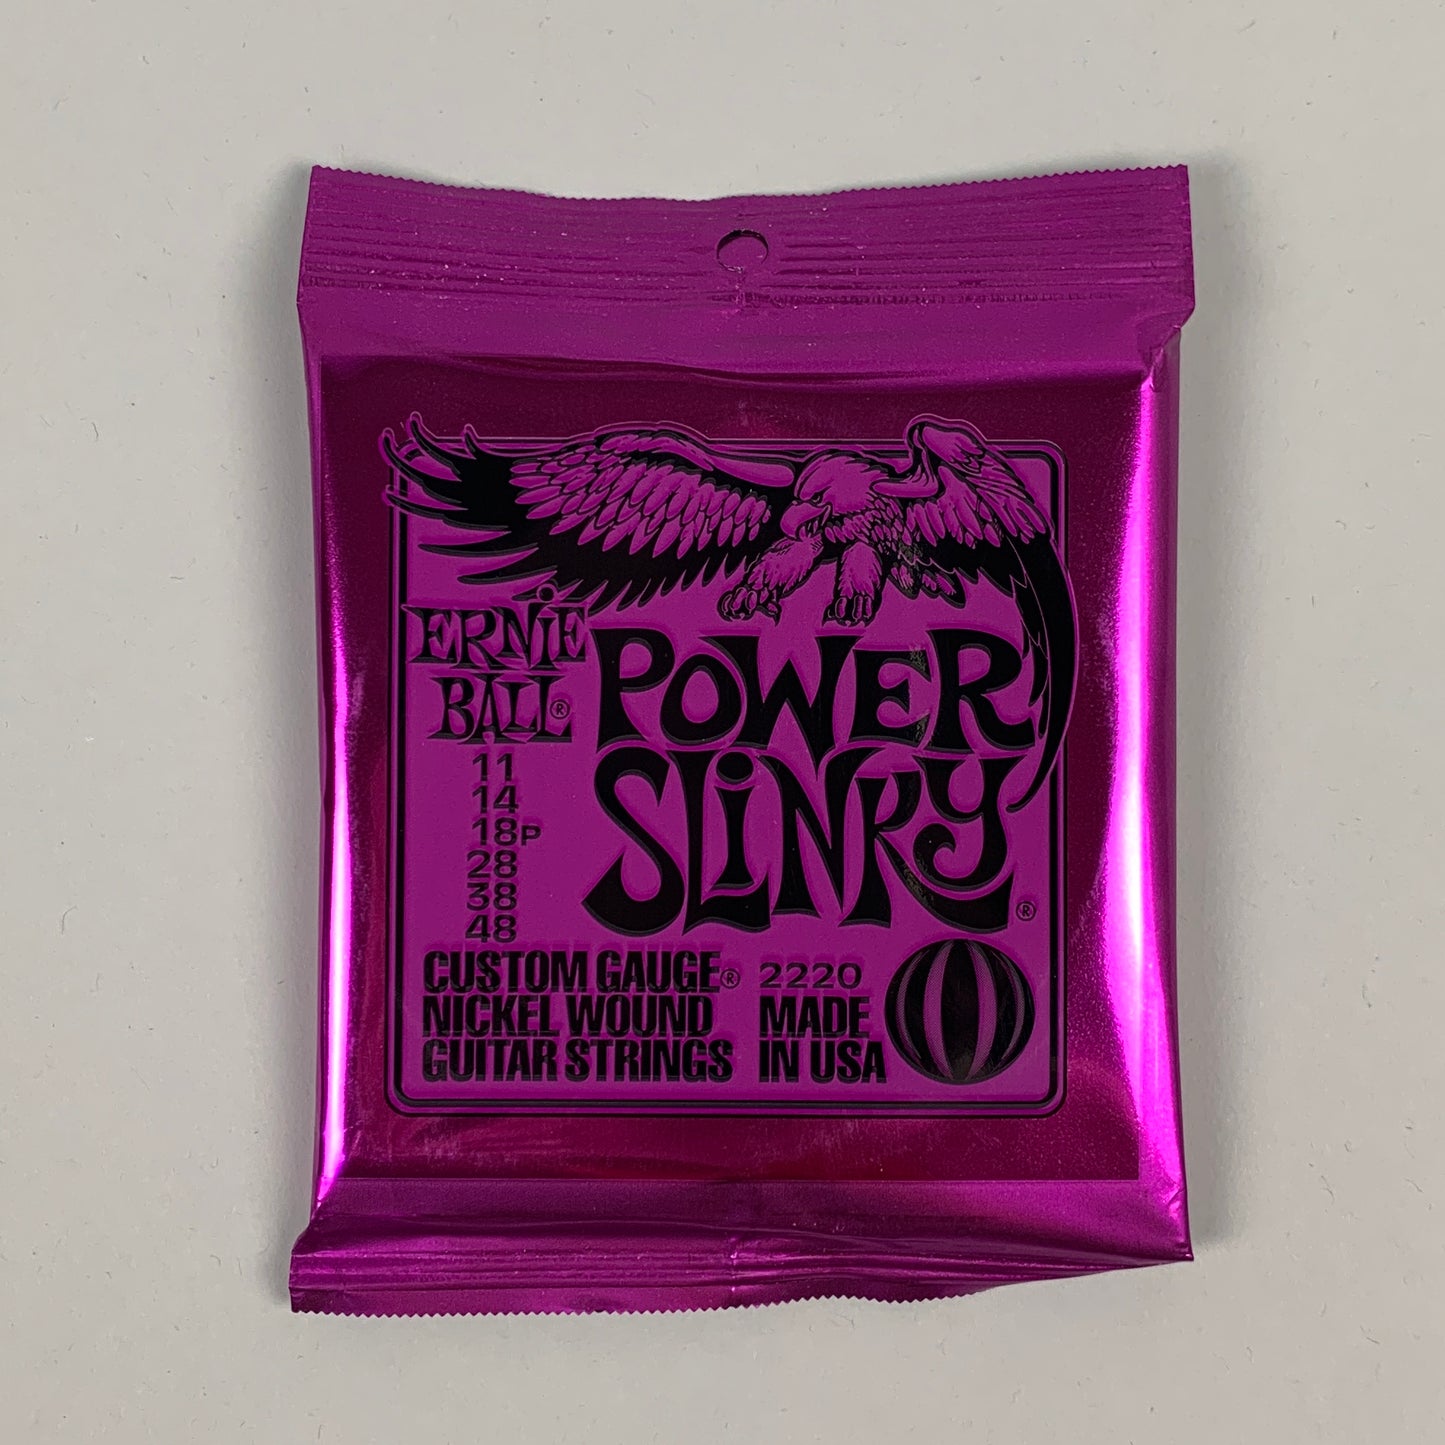 ERNiE
BALL®
POWER
SLiNKY®
11
14
18P
28
38
48
CUSTOM GAUGE®
NICKEL WOUND
GUITAR STRINGS
2220
MADE
IN USA